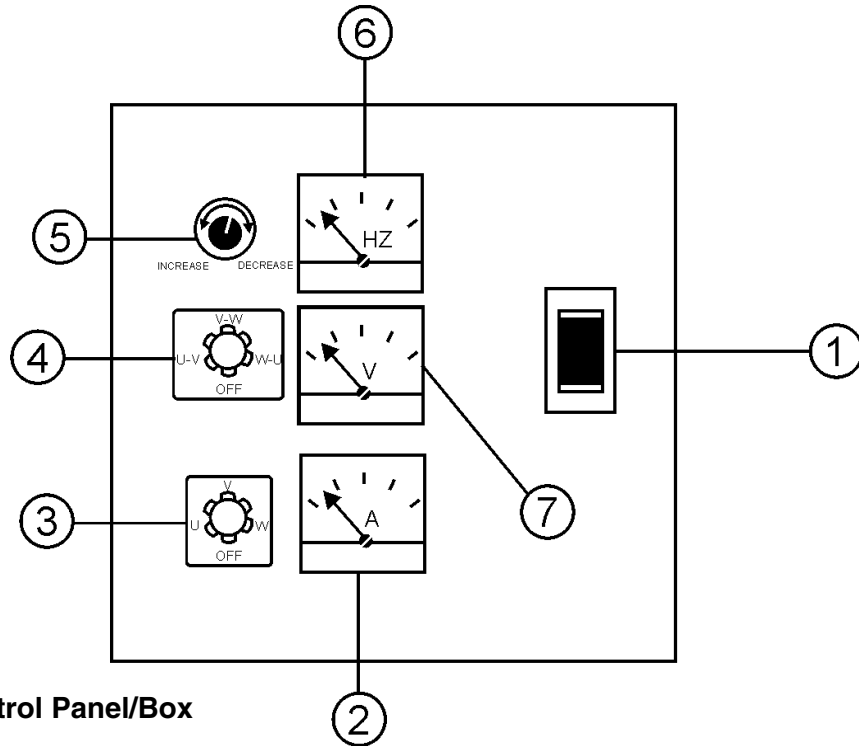 6
5
INCREASE DECREASE
HZ
V-W
U-V W-U
OFF
V
4
1
V
U W
OFF
A
3
7
2
trol Panel/Box